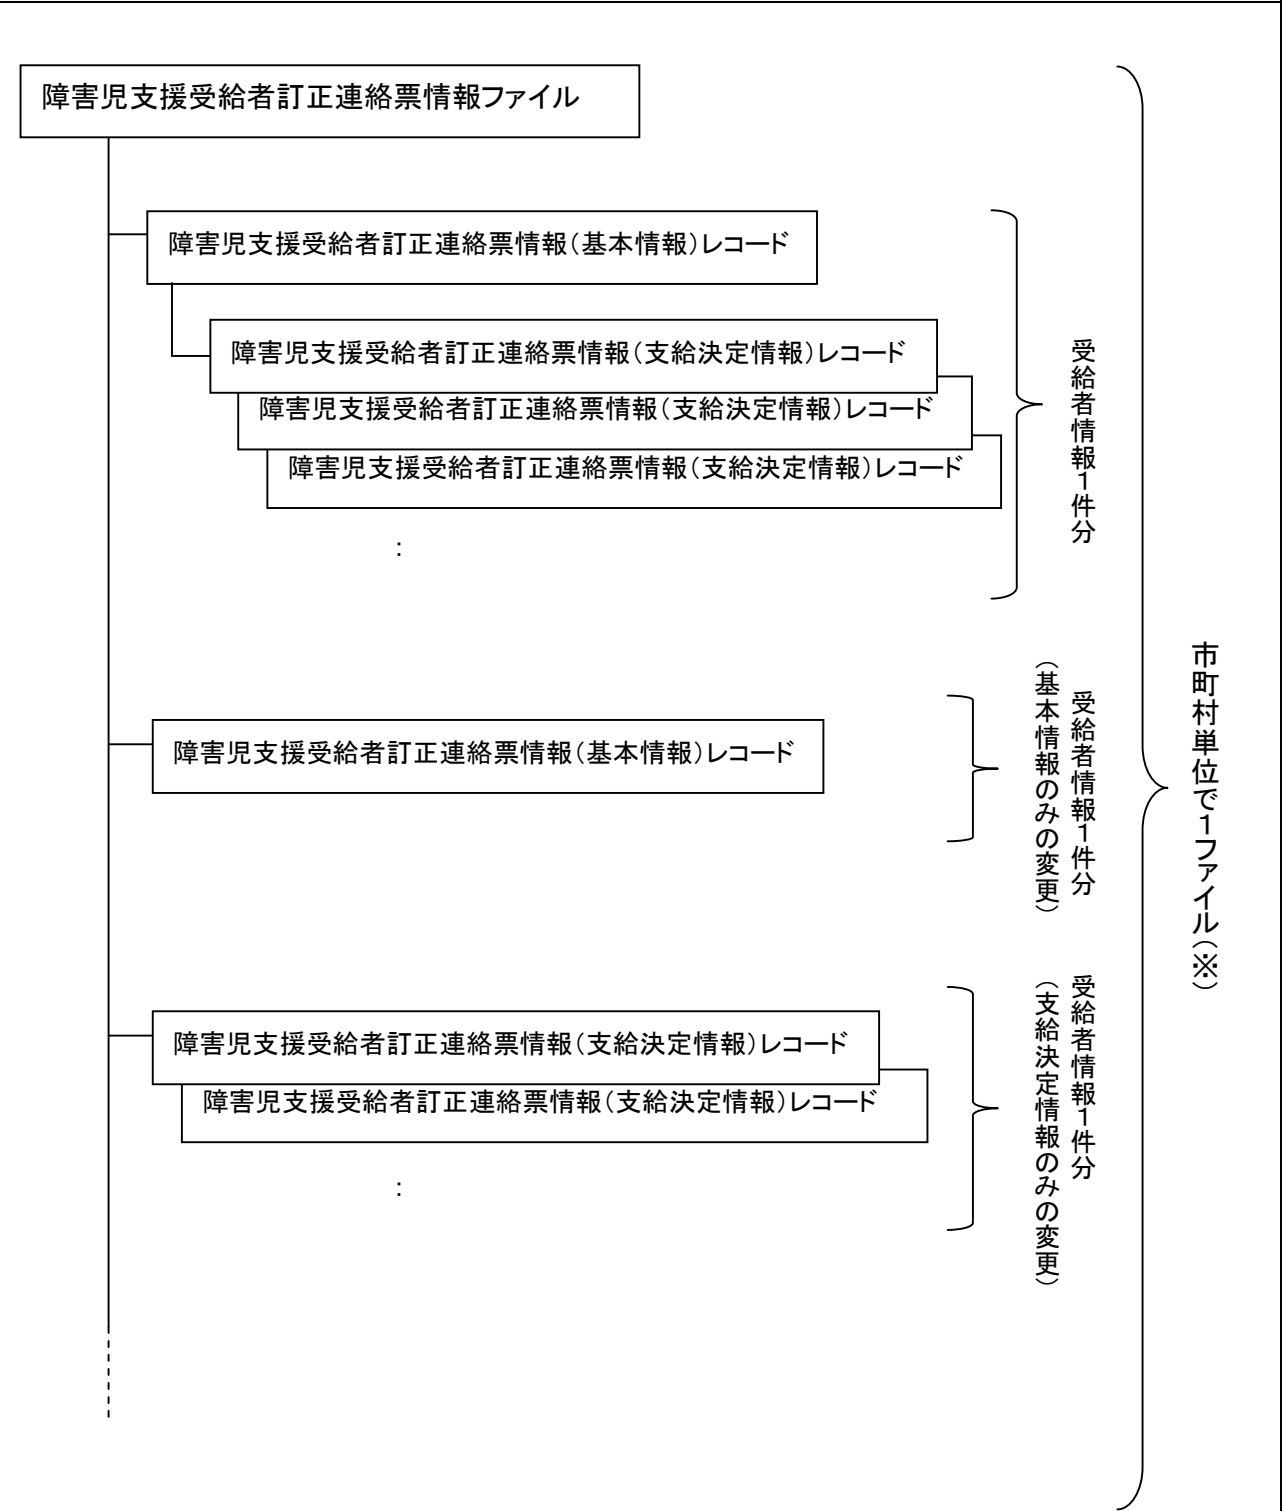 障害児支援受給者訂正連絡票情報ファイル
障害児支援受給者訂正連絡票情報（基本情報）レコード
障害児支援受給者訂正連絡票情報（支給決定情報）レコード
障害児支援受給者訂正連絡票情報（支給決定情報）レコード
障害児支援受給者訂正連絡票情報（支給決定情報）レコード
：
受給者情報１件分
障害児支援受給者訂正連絡票情報（基本情報）レコード
受給者情報１件分
（基本情報のみの変更）
障害児支援受給者訂正連絡票情報（支給決定情報）レコード
障害児支援受給者訂正連絡票情報（支給決定情報）レコード
：
受給者情報１件分
（支給決定情報のみの変更）
市町村単位で１ファイル（※）